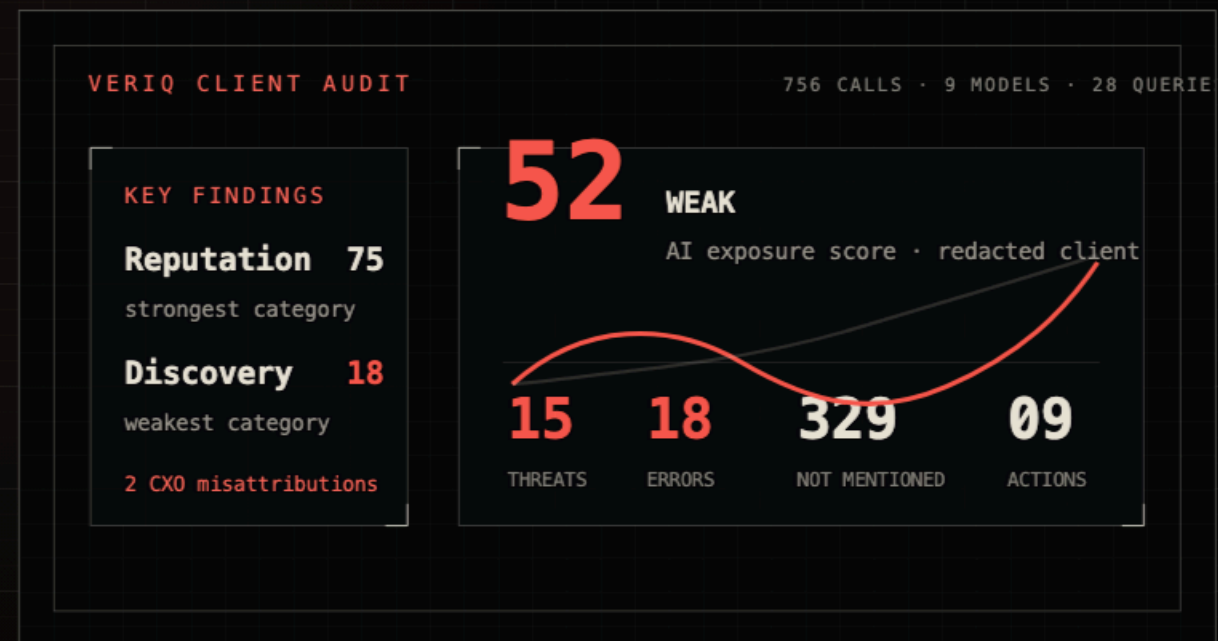 VERIQ CLIENT AUDIT
756 CALLS · 9 MODELS · 28 QUERIE
KEY FINDINGS
Reputation 75
strongest category
Discovery 18
weakest category
2 CXO misattributions
52
WEAK
AI exposure score · redacted client
15 18 329 09
THREATS ERRORS NOT MENTIONED ACTIONS